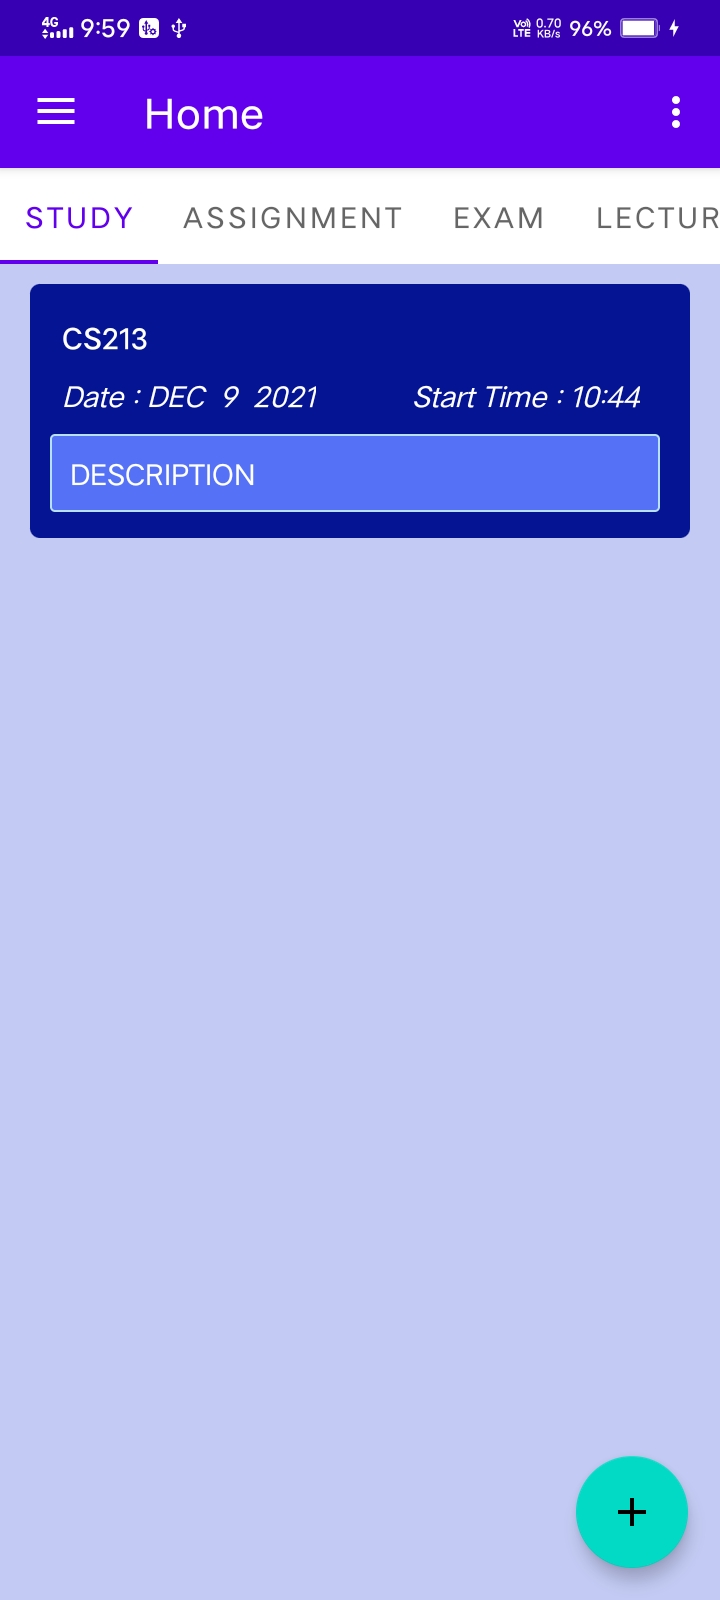 4G 9:59 Vo) LTE 0.70 KB/s 96%
Home
STUDY ASSIGNMENT EXAM LECTUR
CS213
Date : DEC 9 2021 Start Time : 10:44
DESCRIPTION